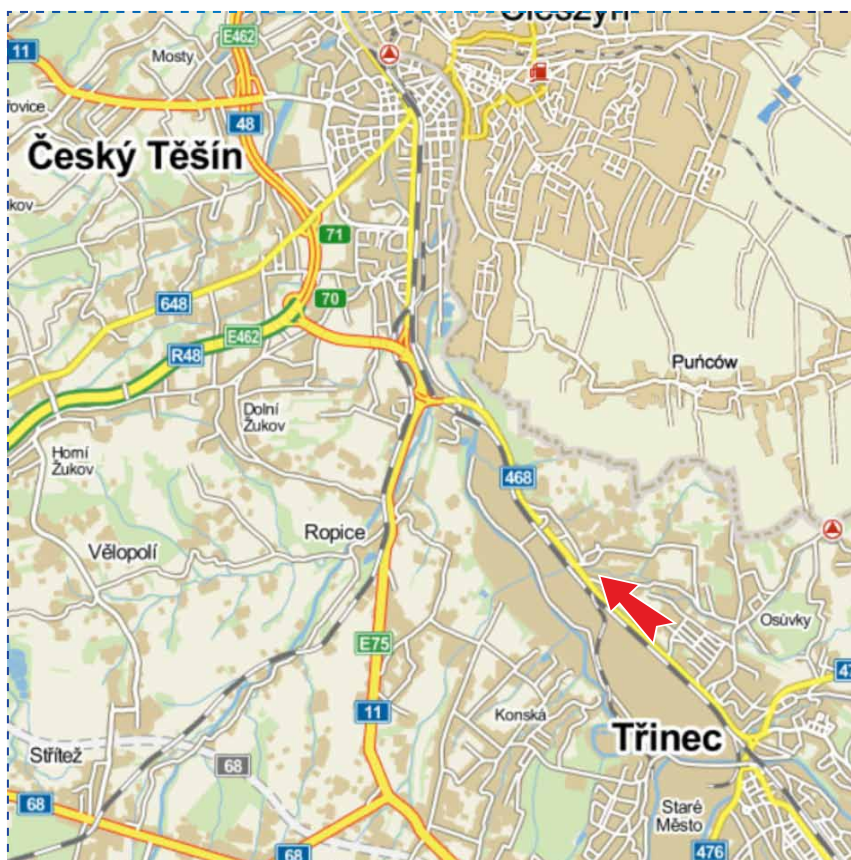 Cieszyn
11
E462
Mosty
48
Český Těšín
71
70
648
E462
R48
Puńców
Dolní
Žukov
Horní
Žukov
468
Ropice
Vělopolí
Osůvky
E75
11
Konská
Třinec
Střítež
68
68
Staré
Město
68
476